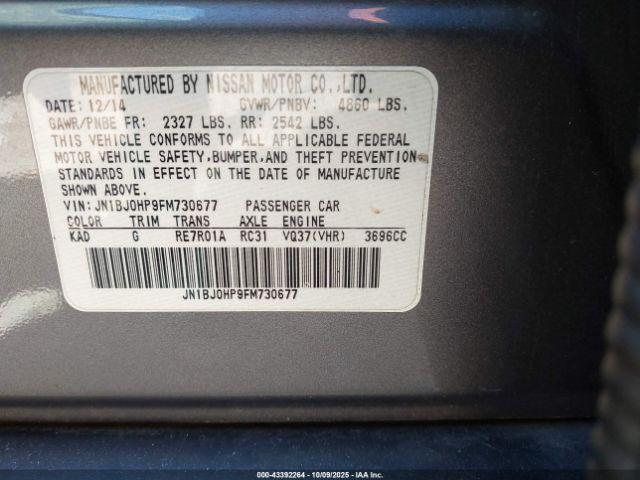 MANUFACTURED BY NISSAN MOTOR CO.,LTD.
DATE: 12/14 GVWR/PNBV: 4860 LBS.
GAWR/PNBE FR: 2327 LBS. RR: 2542 LBS.
THIS VEHICLE CONFORMS TO ALL APPLICABLE FEDERAL
MOTOR VEHICLE SAFETY,BUMPER,AND THEFT PREVENTION
STANDARDS IN EFFECT ON THE DATE OF MANUFACTURE
SHOWN ABOVE.
VIN: JN1BJ0HP9FM730677 PASSENGER CAR
COLOR TRIM TRANS AXLE ENGINE
KAD G RE7R01A RC31 VQ37(VHR) 3696CC
JN1BJ0HP9FM730677
000-43392264 - 10/09/2025 - IAAI.com